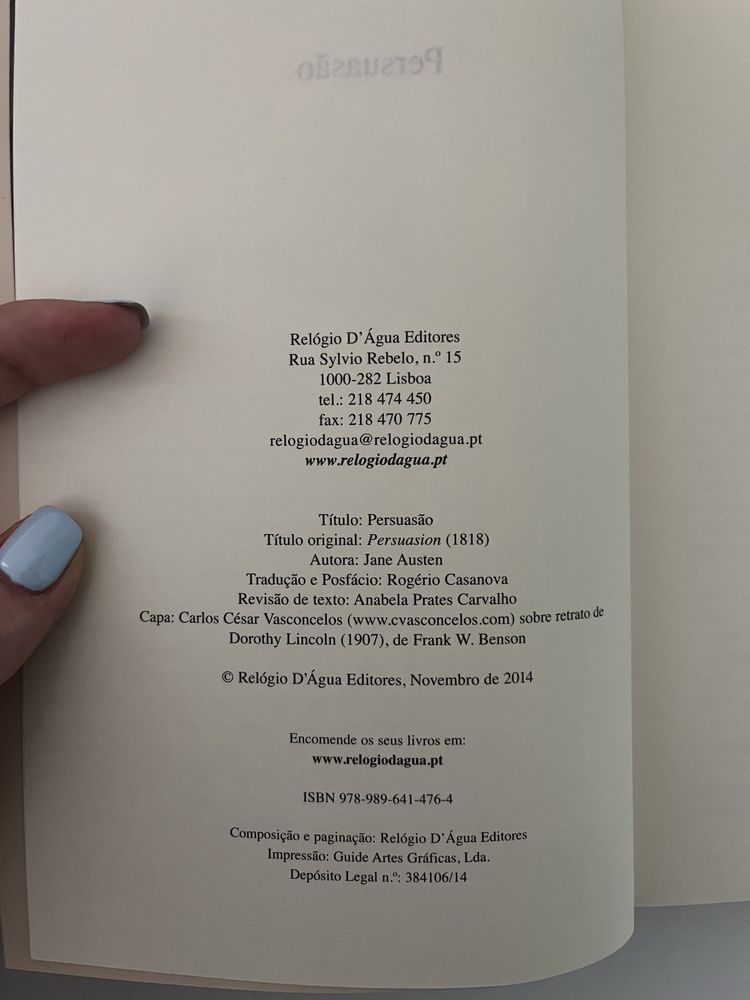 Persuasão
Relógio D'Água Editores
Rua Sylvio Rebelo, n.º 15
1000-282 Lisboa
tel.: 218 474 450
fax: 218 470 775
relogiodagua@relogiodagua.pt
www.relogiodagua.pt
Título: Persuasão
Título original: Persuasion (1818)
Autora: Jane Austen
Tradução e Posfácio: Rogério Casanova
Revisão de texto: Anabela Prates Carvalho
Capa: Carlos César Vasconcelos (www.cvasconcelos.com) sobre retrato de
Dorothy Lincoln (1907), de Frank W. Benson
© Relógio D'Água Editores, Novembro de 2014
Encomende os seus livros em:
www.relogiodagua.pt
ISBN 978-989-641-476-4
Composição e paginação: Relógio D'Água Editores
Impressão: Guide Artes Gráficas, Lda.
Depósito Legal n.º: 384106/14